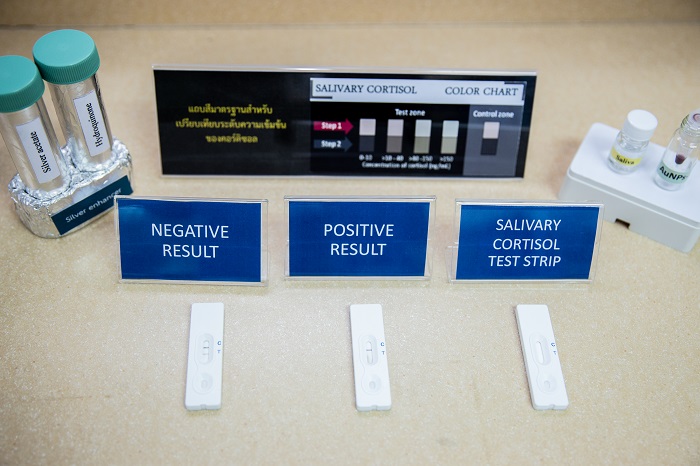 Silver acetate
Hydroquinone
Silver enhancer
แถบสีมาตรฐานสำหรับ
เปรียบเทียบระดับความเข้มข้น
ของคอร์ติซอล
SALIVARY CORTISOL COLOR CHART
Test zone
Control zone
Step 1
Step 2
0-10 >10-80 >80-150 >150
Concentration of cortisol (ng/mL)
Saliva
AuNPs
NEGATIVE
RESULT
POSITIVE
RESULT
SALIVARY
CORTISOL
TEST STRIP
C
T
C
T
C
T